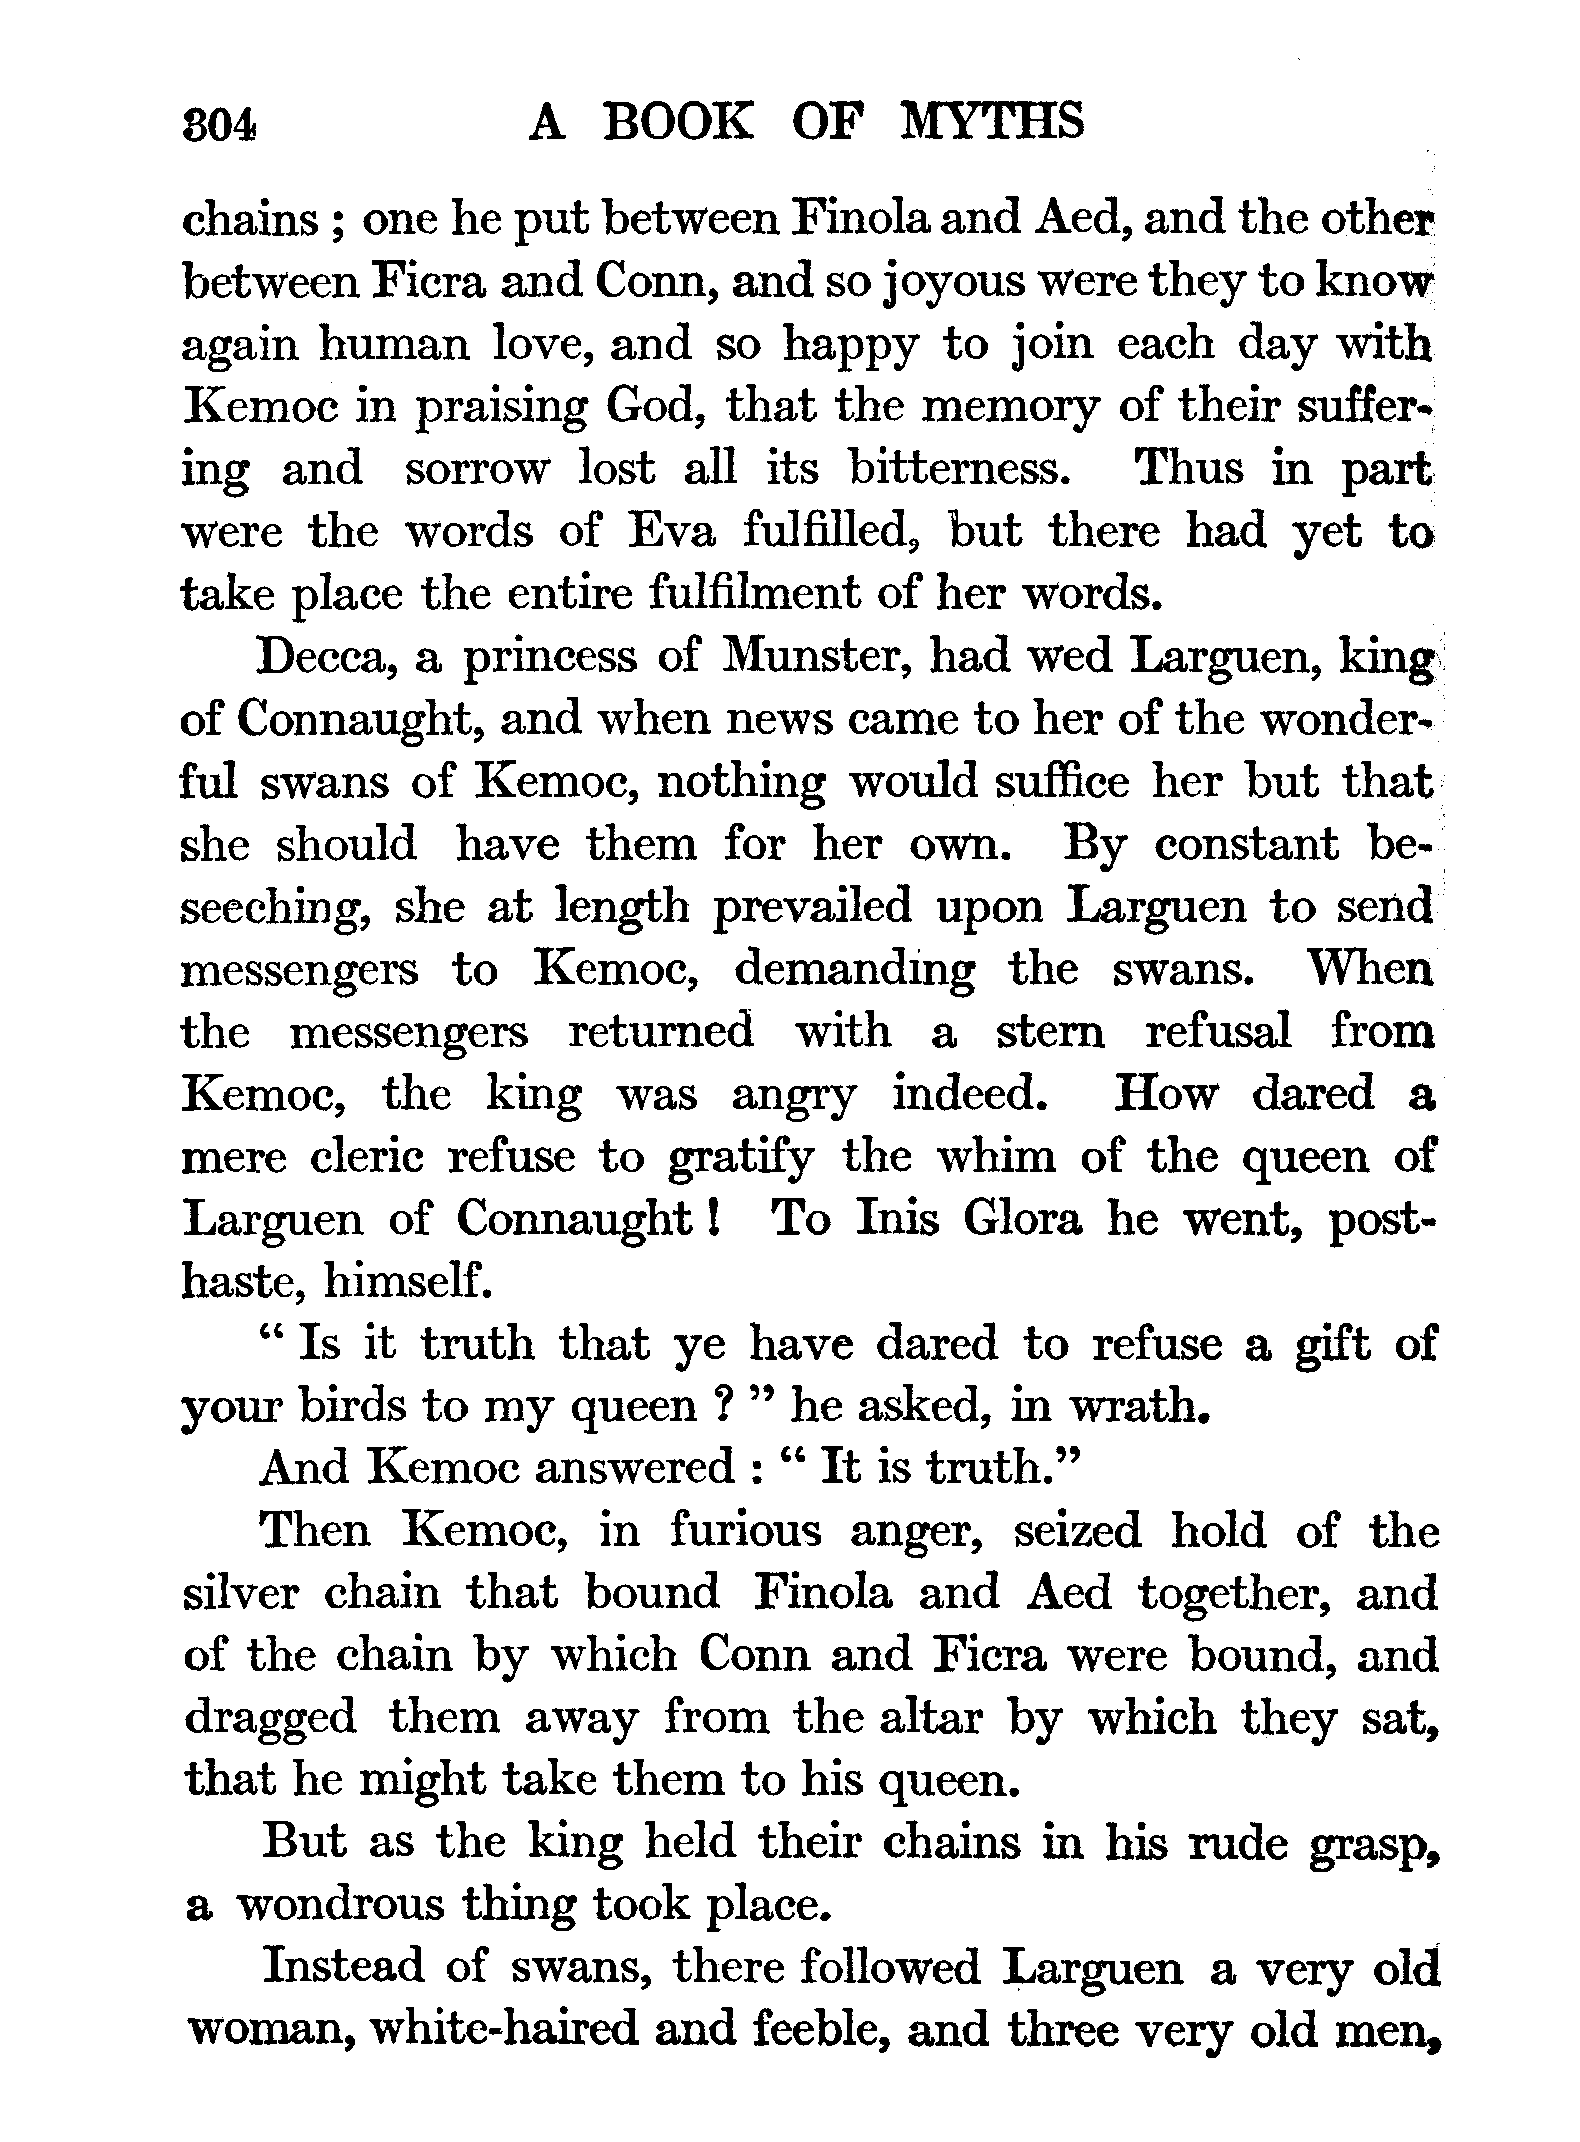 304 A BOOK OF MYTHS
chains ; one he put between Finola and Aed, and the other
between Ficra and Conn, and so joyous were they to know
again human love, and so happy to join each day with
Kemoc in praising God, that the memory of their suffer-
ing and sorrow lost all its bitterness. Thus in part
were the words of Eva fulfilled, but there had yet to
take place the entire fulfilment of her words.
Decca, a princess of Munster, had wed Larguen, king
of Connaught, and when news came to her of the wonder-
ful swans of Kemoc, nothing would suffice her but that
she should have them for her own. By constant be-
seeching, she at length prevailed upon Larguen to send
messengers to Kemoc, demanding the swans. When
the messengers returned with a stern refusal from
Kemoc, the king was angry indeed. How dared a
mere cleric refuse to gratify the whim of the queen of
Larguen of Connaught ! To Inis Glora he went, post-
haste, himself.
“ Is it truth that ye have dared to refuse a gift of
your birds to my queen ? ” he asked, in wrath.
And Kemoc answered : “ It is truth.”
Then Kemoc, in furious anger, seized hold of the
silver chain that bound Finola and Aed together, and
of the chain by which Conn and Ficra were bound, and
dragged them away from the altar by which they sat,
that he might take them to his queen.
But as the king held their chains in his rude grasp,
a wondrous thing took place.
Instead of swans, there followed Larguen a very old
woman, white-haired and feeble, and three very old men,